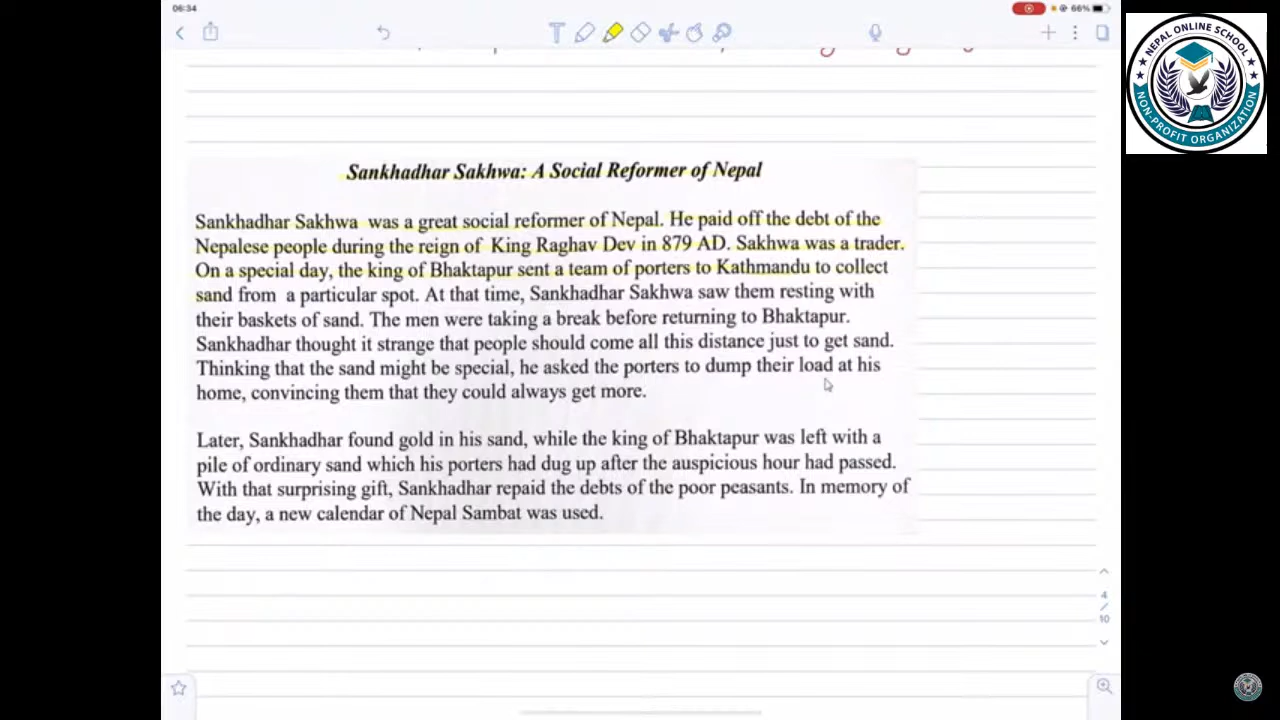 06:34
66%
NEPAL ONLINE SCHOOL
NON-PROFIT ORGANIZATION
Sankhadhar Sakhwa: A Social Reformer of Nepal
Sankhadhar Sakhwa was a great social reformer of Nepal. He paid off the debt of the
Nepalese people during the reign of King Raghav Dev in 879 AD. Sakhwa was a trader.
On a special day, the king of Bhaktapur sent a team of porters to Kathmandu to collect
sand from a particular spot. At that time, Sankhadhar Sakhwa saw them resting with
their baskets of sand. The men were taking a break before returning to Bhaktapur.
Sankhadhar thought it strange that people should come all this distance just to get sand.
Thinking that the sand might be special, he asked the porters to dump their load at his
home, convincing them that they could always get more.
Later, Sankhadhar found gold in his sand, while the king of Bhaktapur was left with a
pile of ordinary sand which his porters had dug up after the auspicious hour had passed.
With that surprising gift, Sankhadhar repaid the debts of the poor peasants. In memory of
the day, a new calendar of Nepal Sambat was used.
4
/
10